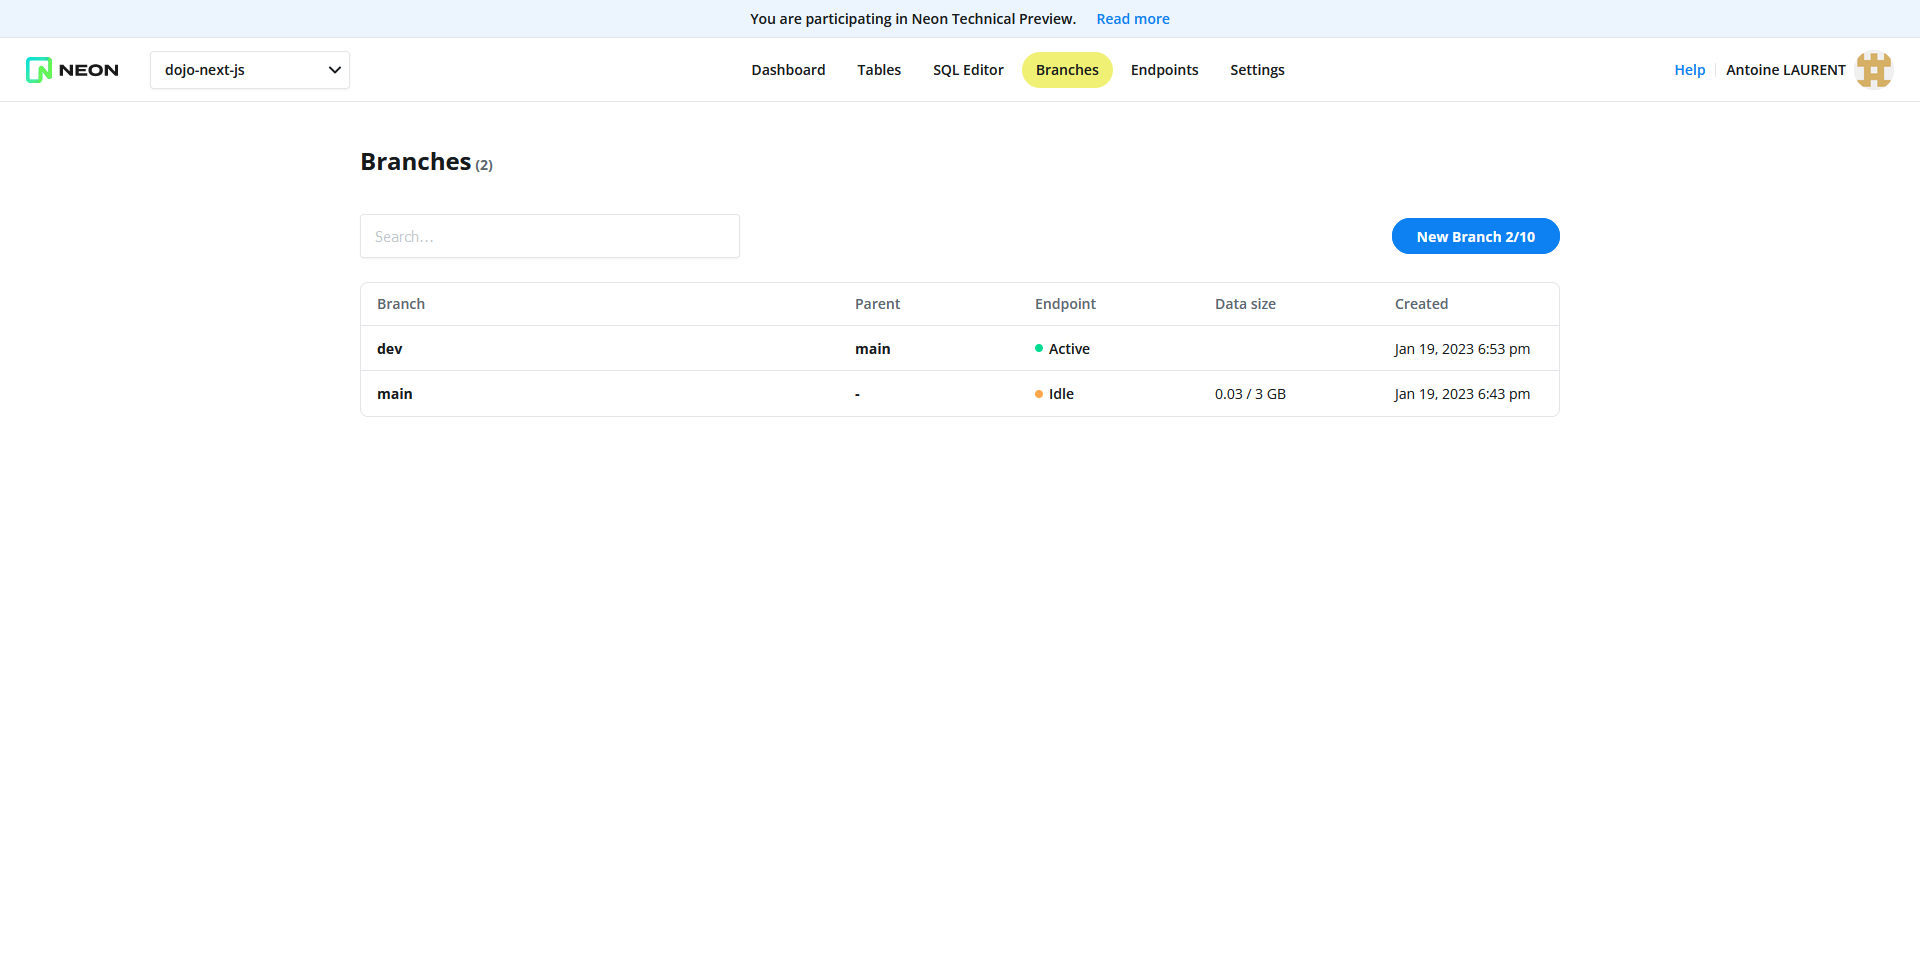 You are participating in Neon Technical Preview. Read more
NEON dojo-next-js Dashboard Tables SQL Editor Branches Endpoints Settings Help Antoine LAURENT
Branches (2)
Search...
New Branch 2/10
Branch Parent Endpoint Data size Created
dev main Active Jan 19, 2023 6:53 pm
main - Idle 0.03 / 3 GB Jan 19, 2023 6:43 pm